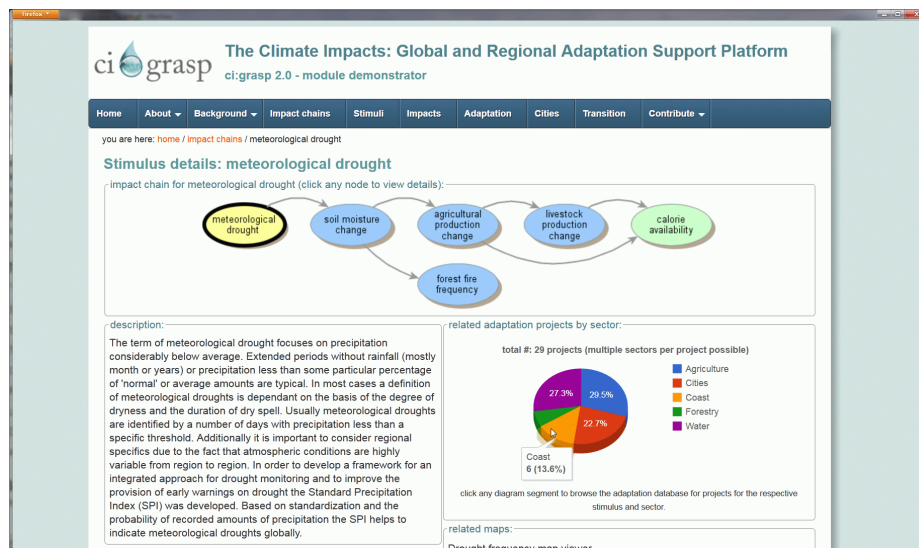 firefox
ci grasp
The Climate Impacts: Global and Regional Adaptation Support Platform
ci:grasp 2.0 - module demonstrator
Home About Background Impact chains Stimuli Impacts Adaptation Cities Transition Contribute
you are here: home / impact chains / meteorological drought
Stimulus details: meteorological drought
impact chain for meteorological drought (click any node to view details):
meteorological
drought
soil moisture
change
agricultural
production
change
livestock
production
change
calorie
availability
forest fire
frequency
description:
The term of meteorological drought focuses on precipitation
considerably below average. Extended periods without rainfall (mostly
month or years) or precipitation less than some particular percentage
of 'normal' or average amounts are typical. In most cases a definition
of meteorological droughts is dependant on the basis of the degree of
dryness and the duration of dry spell. Usually meteorological droughts
are identified by a number of days with precipitation less than a
specific threshold. Additionally it is important to consider regional
specifics due to the fact that atmospheric conditions are highly
variable from region to region. In order to develop a framework for an
integrated approach for drought monitoring and to improve the
provision of early warnings on drought the Standard Precipitation
Index (SPI) was developed. Based on standardization and the
probability of recorded amounts of precipitation the SPI helps to
indicate meteorological droughts globally.
related adaptation projects by sector:
total #: 29 projects (multiple sectors per project possible)
27.3%
29.5%
22.7%
Agriculture
Cities
Coast
Forestry
Water
Coast
6 (13.6%)
click any diagram segment to browse the adaptation database for projects for the respective
stimulus and sector.
related maps:
Drought frequency map viewer